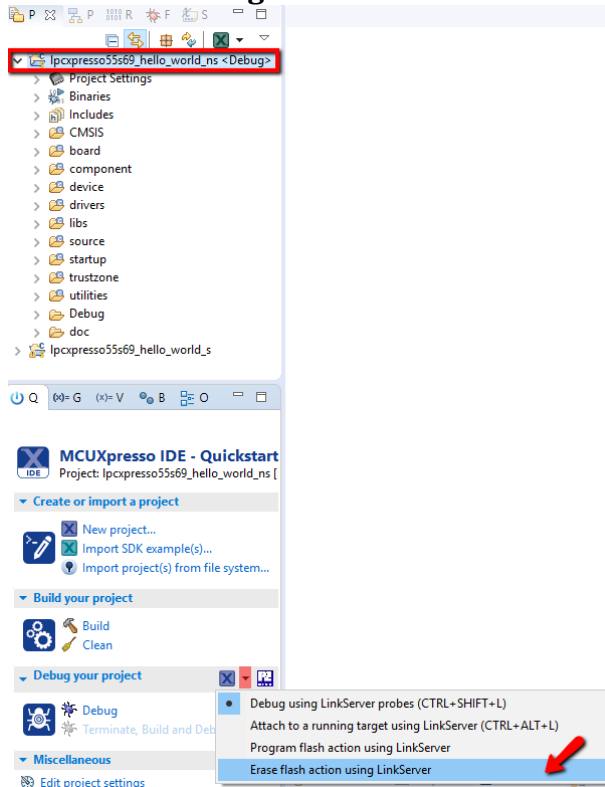 P P R F S
lpcxpresso55s69_hello_world_ns <Debug>
Project Settings
Binaries
Includes
CMSIS
board
component
device
drivers
libs
source
startup
trustzone
utilities
Debug
doc
lpcxpresso55s69_hello_world_s
Q (x)= G (x)= V B O
MCUXpresso IDE - Quickstart
IDE
Project: lpcxpresso55s69_hello_world_ns [
Create or import a project
New project...
Import SDK example(s)...
Import project(s) from file system...
Build your project
Build
Clean
Debug your project
Debug
Terminate, Build and Deb
Debug using LinkServer probes (CTRL+SHIFT+L)
Attach to a running target using LinkServer (CTRL+ALT+L)
Program flash action using LinkServer
Erase flash action using LinkServer
Miscellaneous
Edit project settings